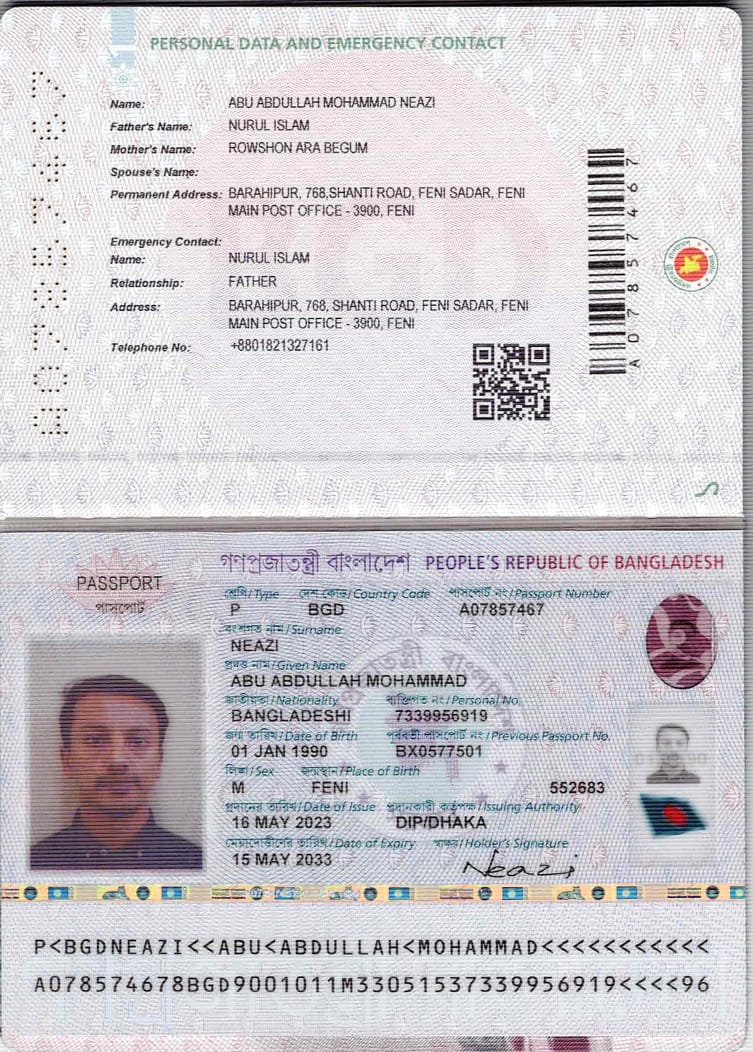 PERSONAL DATA AND EMERGENCY CONTACT
Name: ABU ABDULLAH MOHAMMAD NEAZI
Father's Name: NURUL ISLAM
Mother's Name: ROWSHON ARA BEGUM
Spouse's Name:
Permanent Address: BARAHIPUR, 768,SHANTI ROAD, FENI SADAR, FENI
MAIN POST OFFICE - 3900, FENI
Emergency Contact:
Name: NURUL ISLAM
Relationship: FATHER
Address: BARAHIPUR, 768, SHANTI ROAD, FENI SADAR, FENI
MAIN POST OFFICE - 3900, FENI
Telephone No: +8801821327161
A07857467
A07857467
PASSPORT
পাসপোর্ট
গণপ্রজাতন্ত্রী বাংলাদেশ PEOPLE'S REPUBLIC OF BANGLADESH
শ্রেণি/Type দেশ কোড/Country Code পাসপোর্ট নং/Passport Number
P BGD A07857467
বংশগত নাম/Surname
NEAZI
প্রদত্ত নাম/Given Name
ABU ABDULLAH MOHAMMAD
জাতীয়তা/Nationality ব্যক্তিগত নং/Personal No.
BANGLADESHI 7339956919
জন্ম তারিখ/Date of Birth পূর্ববর্তী পাসপোর্ট নং/Previous Passport No.
01 JAN 1990 BX0577501
লিঙ্গ/Sex জন্মস্থান/Place of Birth
M FENI 552683
প্রদানের তারিখ/Date of Issue প্রদানকারী কর্তৃপক্ষ/Issuing Authority
16 MAY 2023 DIP/DHAKA
মেয়াদোত্তীর্ণের তারিখ/Date of Expiry স্বাক্ষর/Holder's Signature
15 MAY 2033 Neazi
P<BGDNEAZI<<ABU<ABDULLAH<MOHAMMAD<<<<<<<<<<<
A078574678BGD9001011M33051537339956919<<<<96